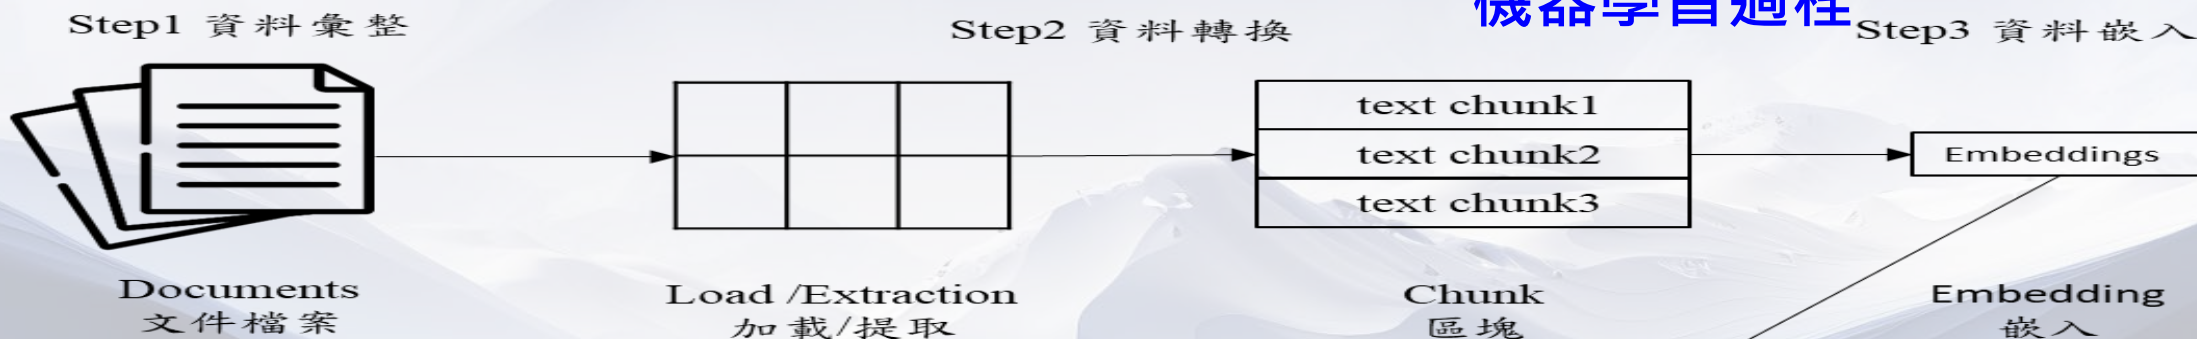 Step1 資料彙整
Step2 資料轉換
機器學習過程
Step3 資料嵌入
text chunk1
text chunk2
text chunk3
Embeddings
Documents
文件檔案
Load /Extraction
加載/提取
Chunk
區塊
Embedding
嵌入